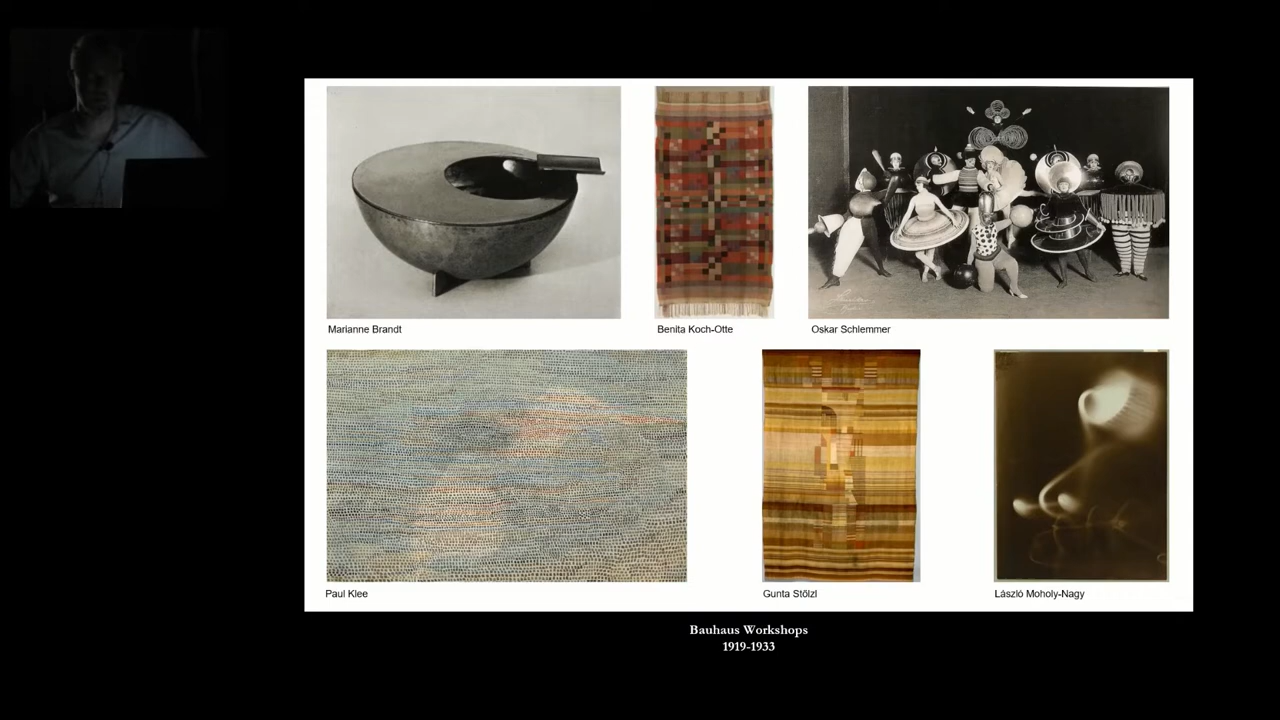 Marianne Brandt
Benita Koch-Otte
Oskar Schlemmer
Paul Klee
Gunta Stölzl
László Moholy-Nagy
Bauhaus Workshops
1919-1933